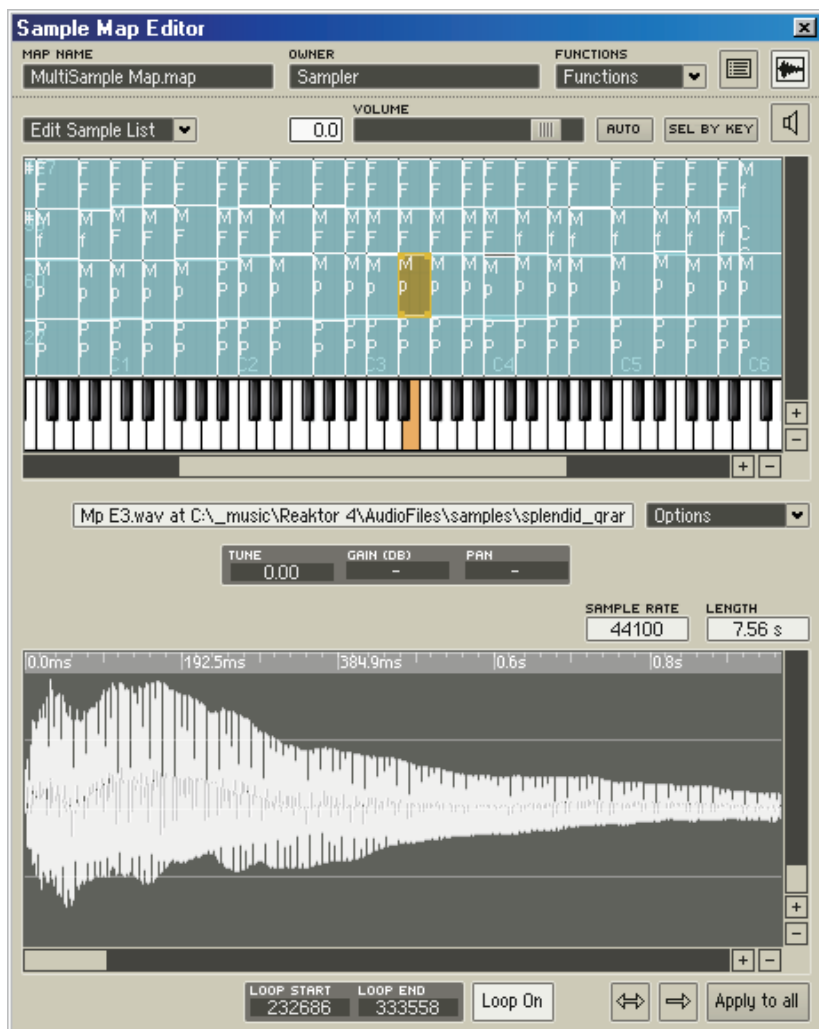 Sample Map Editor
MAP NAME OWNER FUNCTIONS
MultiSample Map.map Sampler Functions
VOLUME
Edit Sample List 0.0 AUTO SEL BY KEY
C1 C2 C3 C4 C5 C6
Mp E3.wav at C:\_music\Reaktor 4\AudioFiles\samples\splendid_grar Options
TUNE GAIN (DB) PAN
0.00 - -
SAMPLE RATE LENGTH
44100 7.56 s
0.0ms 192.5ms 384.9ms 0.6s 0.8s
LOOP START LOOP END
232686 333558 Loop On Apply to all